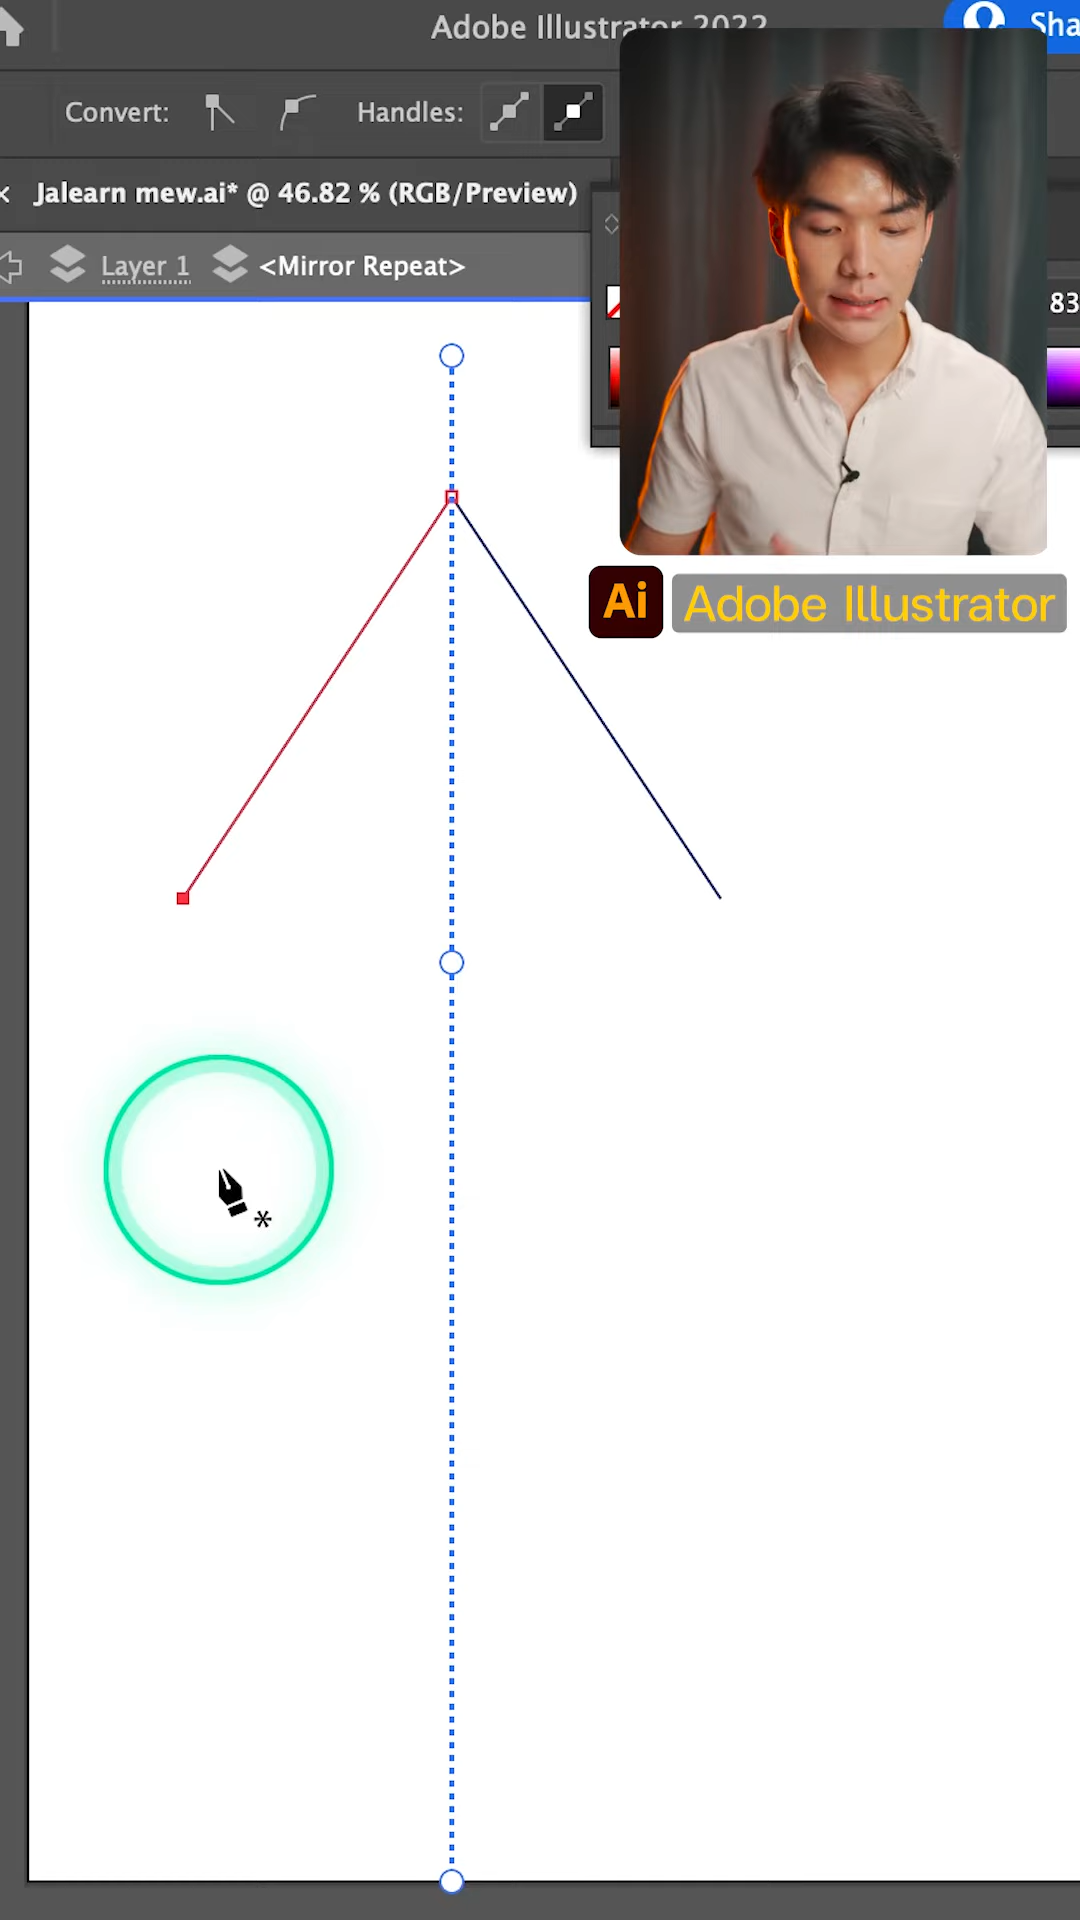 Adobe Illustrator 2022
Sha
Convert:
Handles:
× Jalearn mew.ai* @ 46.82 % (RGB/Preview)
Layer 1
<Mirror Repeat>
83
Ai
Adobe Illustrator